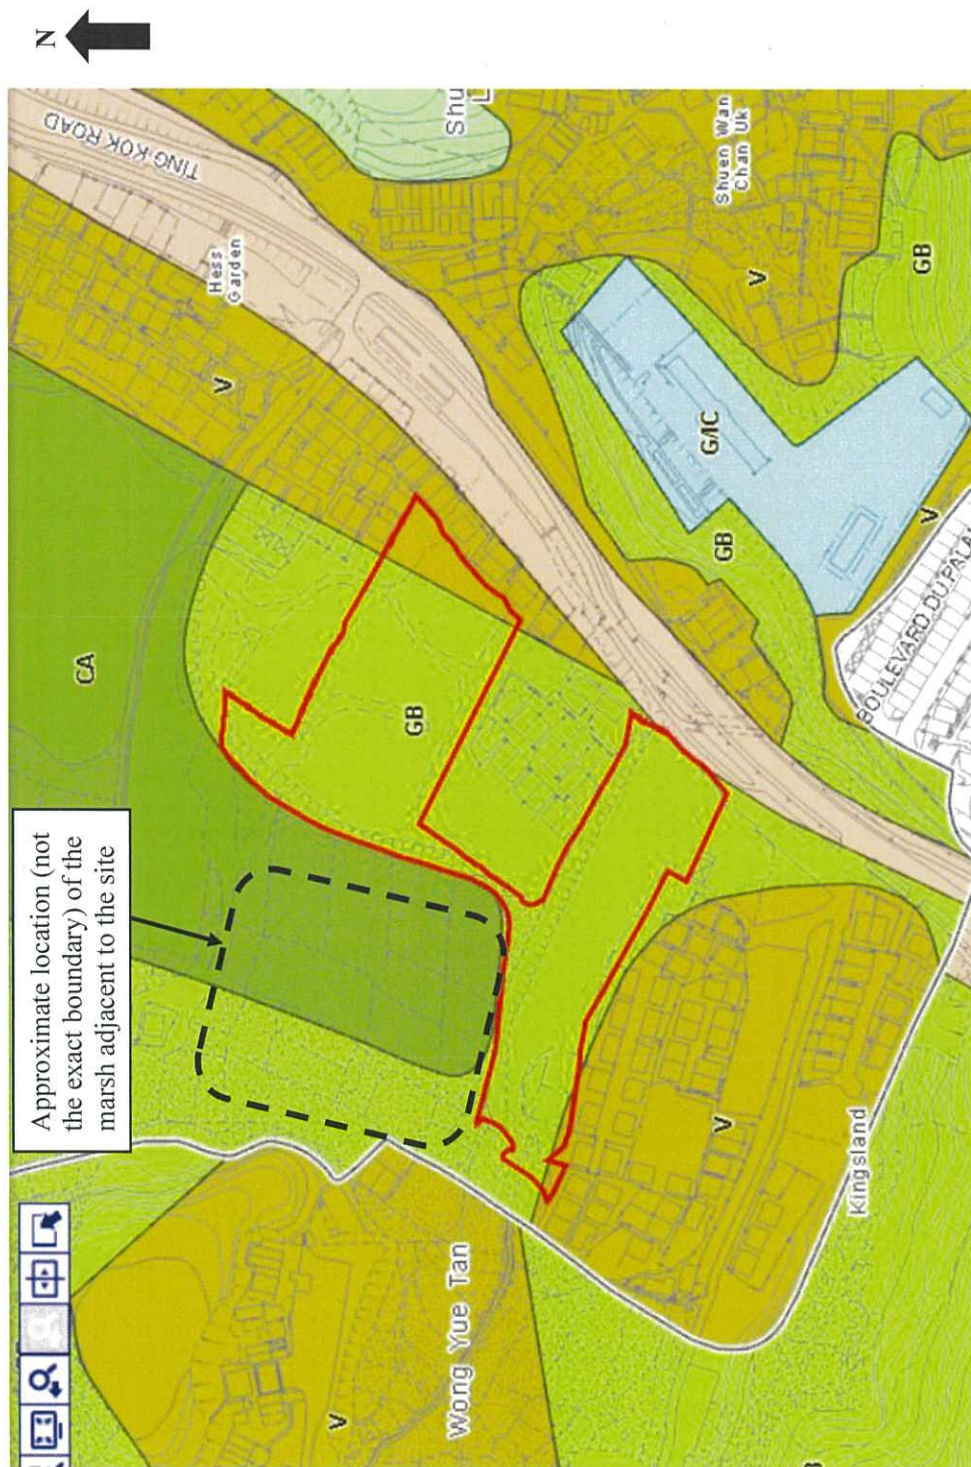 N
Approximate location (not
the exact boundary) of the
marsh adjacent to the site
TING KOK ROAD
Hess
Garden
V
CA
GB
Shu
L
Shuen Wan
Chan Uk
V
GB
G/IC
GB
V
BOULEVARD DU PALA
Wong Yue Tan
V
V
Kingsland